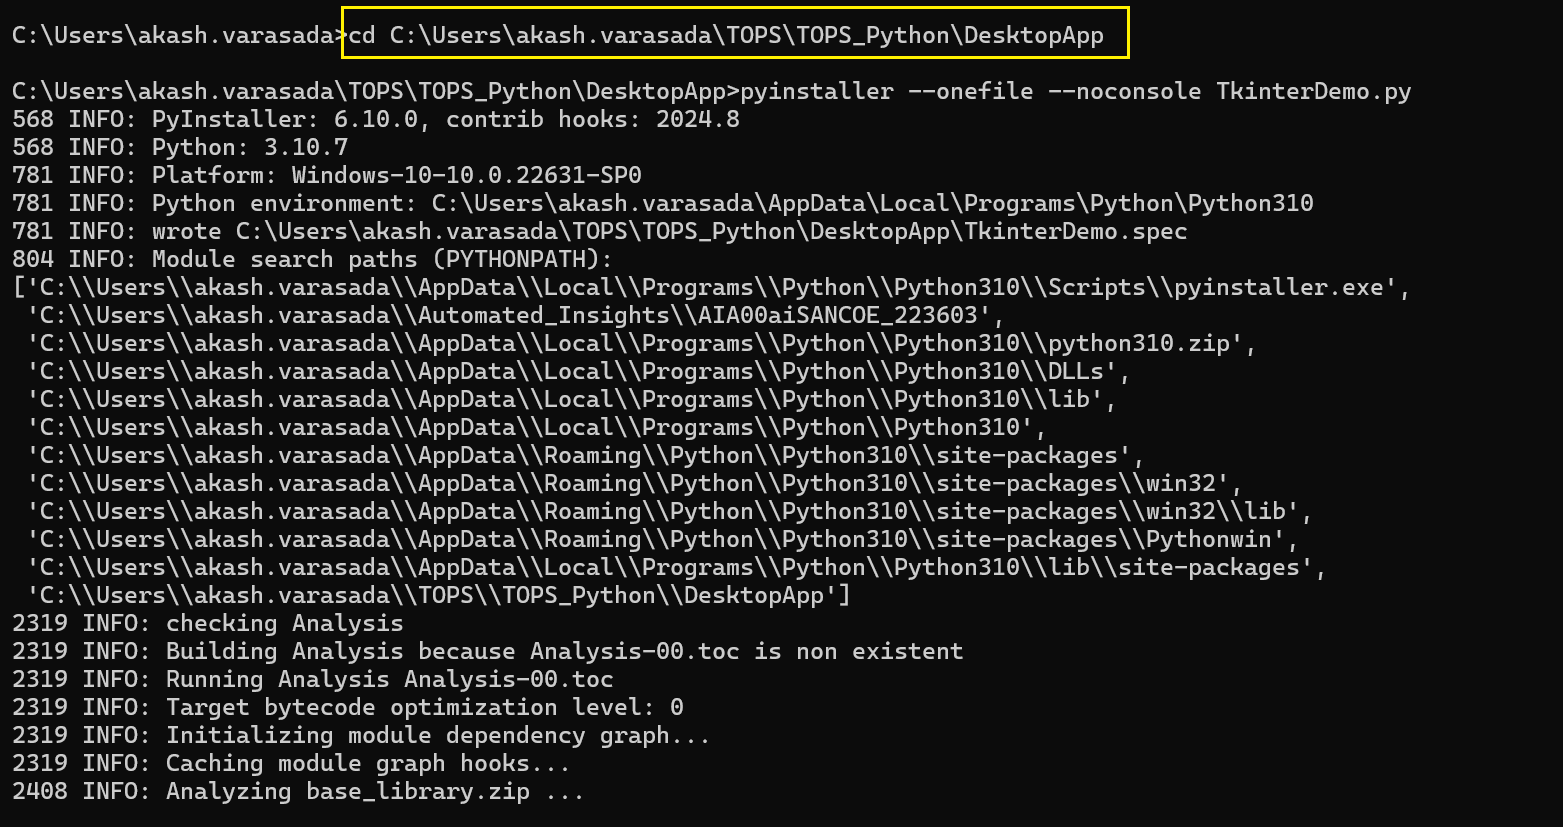 C:\Users\akash.varasada>cd C:\Users\akash.varasada\TOPS\TOPS_Python\DesktopApp
C:\Users\akash.varasada\TOPS\TOPS_Python\DesktopApp>pyinstaller --onefile --noconsole TkinterDemo.py
568 INFO: PyInstaller: 6.10.0, contrib hooks: 2024.8
568 INFO: Python: 3.10.7
781 INFO: Platform: Windows-10-10.0.22631-SP0
781 INFO: Python environment: C:\Users\akash.varasada\AppData\Local\Programs\Python\Python310
781 INFO: wrote C:\Users\akash.varasada\TOPS\TOPS_Python\DesktopApp\TkinterDemo.spec
804 INFO: Module search paths (PYTHONPATH):
['C:\\Users\\akash.varasada\\AppData\\Local\\Programs\\Python\\Python310\\Scripts\\pyinstaller.exe',
 'C:\\Users\\akash.varasada\\Automated_Insights\\AIA00aiSANCOE_223603',
 'C:\\Users\\akash.varasada\\AppData\\Local\\Programs\\Python\\Python310\\python310.zip',
 'C:\\Users\\akash.varasada\\AppData\\Local\\Programs\\Python\\Python310\\DLLs',
 'C:\\Users\\akash.varasada\\AppData\\Local\\Programs\\Python\\Python310\\lib',
 'C:\\Users\\akash.varasada\\AppData\\Local\\Programs\\Python\\Python310',
 'C:\\Users\\akash.varasada\\AppData\\Roaming\\Python\\Python310\\site-packages',
 'C:\\Users\\akash.varasada\\AppData\\Roaming\\Python\\Python310\\site-packages\\win32',
 'C:\\Users\\akash.varasada\\AppData\\Roaming\\Python\\Python310\\site-packages\\win32\\lib',
 'C:\\Users\\akash.varasada\\AppData\\Roaming\\Python\\Python310\\site-packages\\Pythonwin',
 'C:\\Users\\akash.varasada\\AppData\\Local\\Programs\\Python\\Python310\\lib\\site-packages',
 'C:\\Users\\akash.varasada\\TOPS\\TOPS_Python\\DesktopApp']
2319 INFO: checking Analysis
2319 INFO: Building Analysis because Analysis-00.toc is non existent
2319 INFO: Running Analysis Analysis-00.toc
2319 INFO: Target bytecode optimization level: 0
2319 INFO: Initializing module dependency graph...
2319 INFO: Caching module graph hooks...
2408 INFO: Analyzing base_library.zip ...